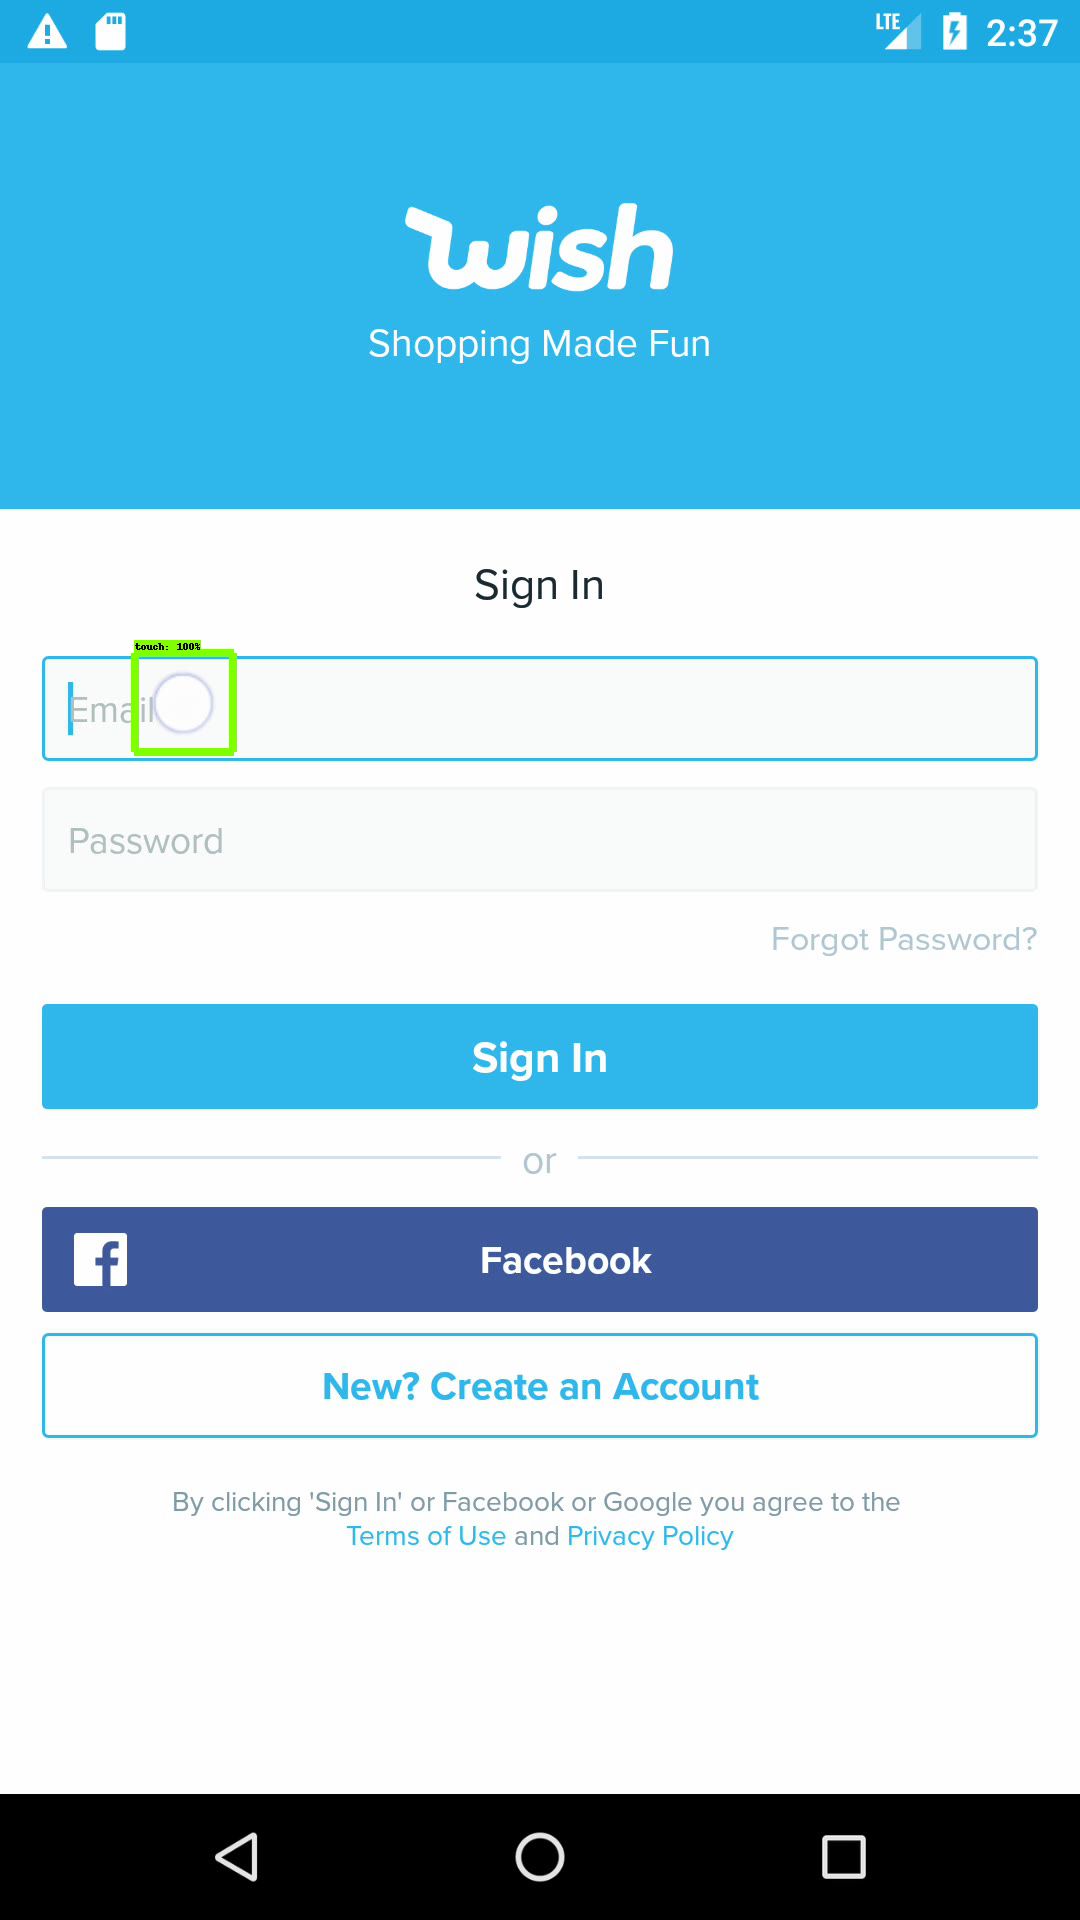 LTE 2:37
wish
Shopping Made Fun
Sign In
touch: 100%
Email
Password
Forgot Password?
Sign In
or
Facebook
New? Create an Account
By clicking 'Sign In' or Facebook or Google you agree to the
Terms of Use and Privacy Policy